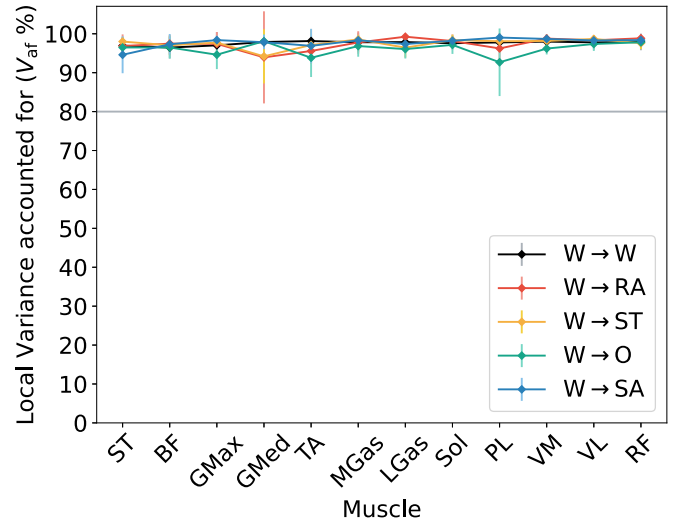 Local Variance accounted for (Vaf %)
100
90
80
70
60
50
40
30
20
10
0
W→W
W→RA
W→ST
W→O
W→SA
ST
BF
GMax
GMed
TA
MGas
LGas
Sol
PL
VM
VL
RF
Muscle